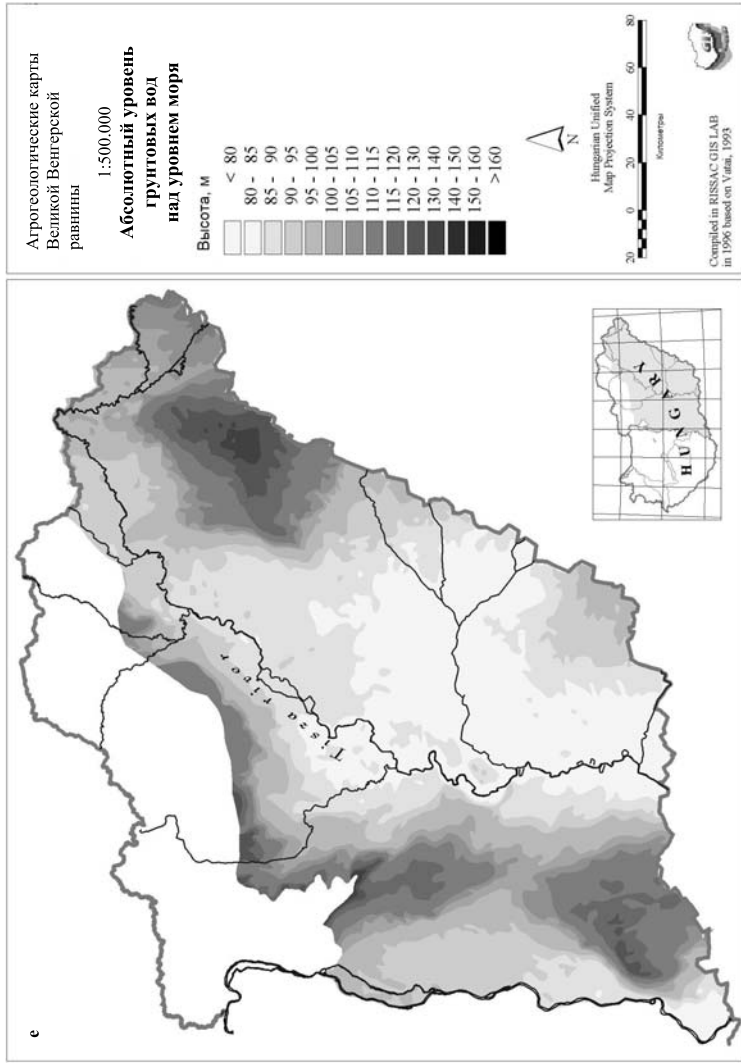 Агрогеологические карты
Великой Венгерской
равнины
1:500.000
Абсолютный уровень
грунтовых вод
над уровнем моря
Высота, м
< 80
80 - 85
85 - 90
90 - 95
95 - 100
100 - 105
105 - 110
110 - 115
115 - 120
120 - 130
130 - 140
140 - 150
150 - 160
>160
N
Hungarian Unified
Map Projection System
20 0 20 40 60 80
Километры
Compiled in RISSAC GIS LAB
in 1996 based on Vatai, 1993
Tisza river
HUNGARY
е